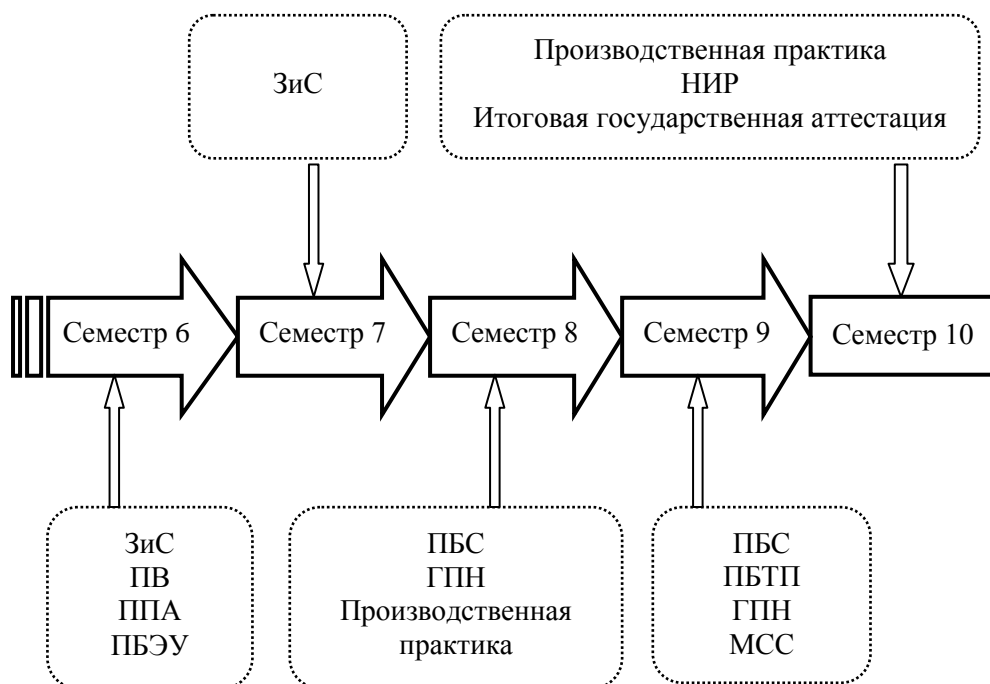 ЗиС
Производственная практика
НИР
Итоговая государственная аттестация
Семестр 6
Семестр 7
Семестр 8
Семестр 9
Семестр 10
ЗиС
ПВ
ППА
ПБЭУ
ПБС
ГПН
Производственная
практика
ПБС
ПБТП
ГПН
МСС